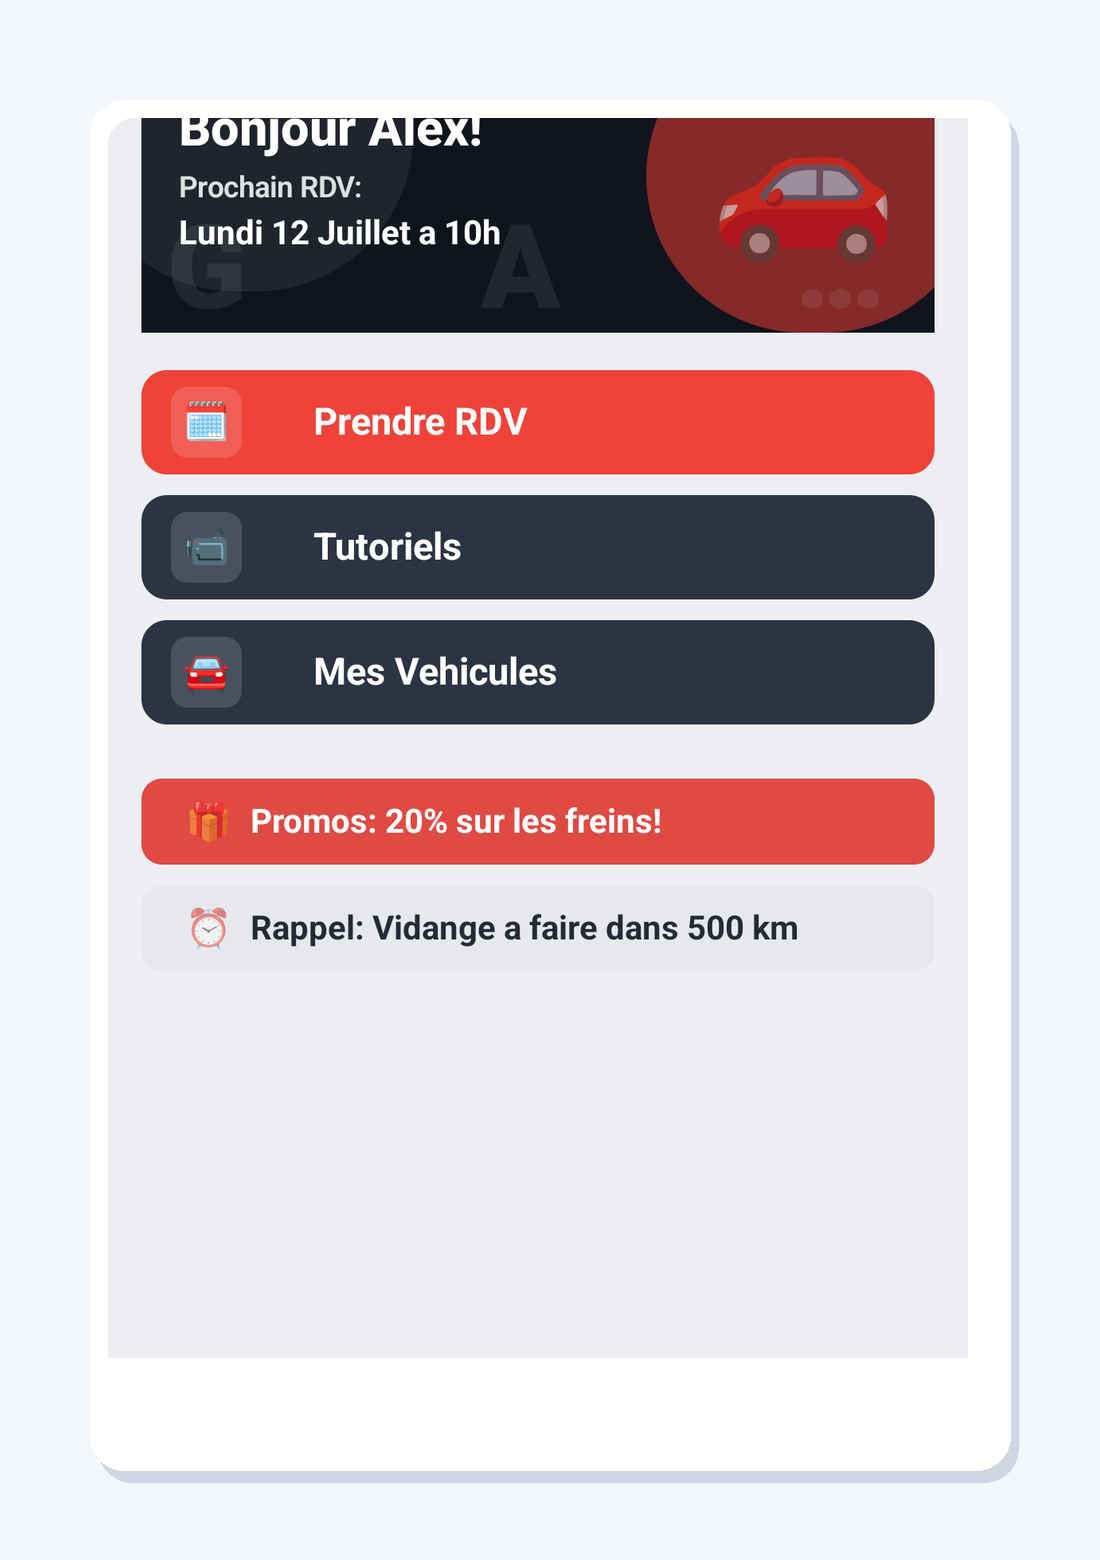 Bonjour Alex!
Prochain RDV:
Lundi 12 Juillet a 10h
G A
Prendre RDV
Tutoriels
Mes Vehicules
Promos: 20% sur les freins!
Rappel: Vidange a faire dans 500 km